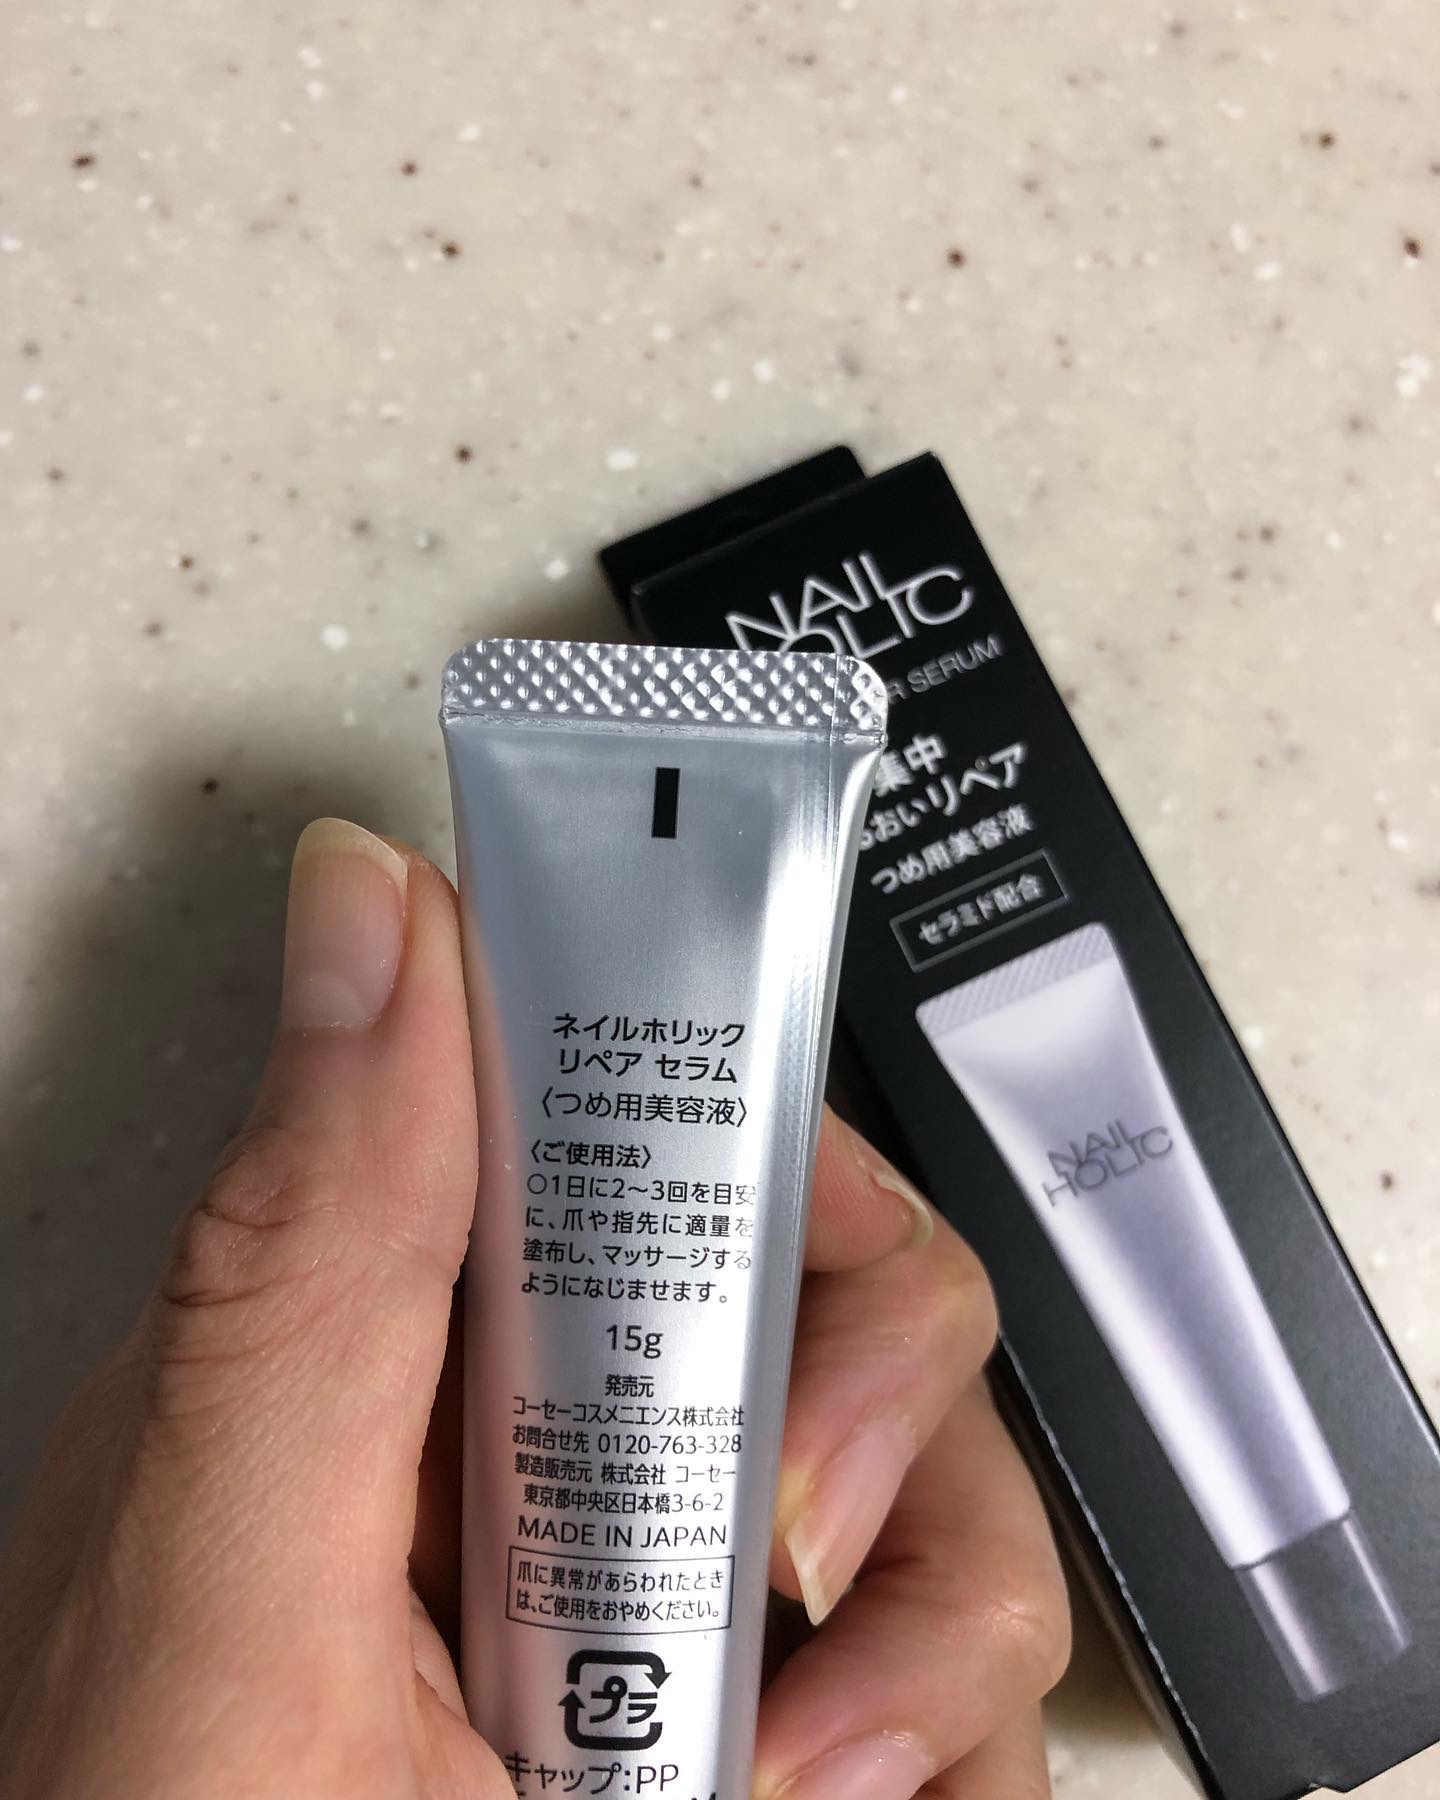 ネイルホリック
リペア セラム
〈つめ用美容液〉
〈ご使用法〉
○1日に2〜3回を目安
に、爪や指先に適量を
塗布し、マッサージする
ようになじませます。
15g
発売元
コーセーコスメニエンス株式会社
お問合せ先 0120-763-328
製造販売元 株式会社 コーセー
東京都中央区日本橋3-6-2
MADE IN JAPAN
爪に異常があらわれたとき
は、ご使用をおやめください。
プラ
キャップ:PP
NAIL
HOLIC
SERUM
集中
おいリペア
つめ用美容液
セラミド配合
NAIL
HOLIC